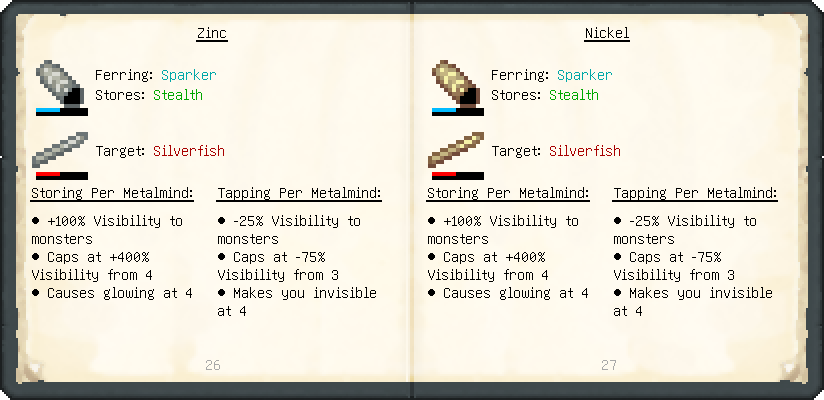 Zinc
Ferring: Sparker
Stores: Stealth
Target: Silverfish
Storing Per Metalmind:
● +100% Visibility to
monsters
● Caps at +400%
Visibility from 4
● Causes glowing at 4
Tapping Per Metalmind:
● -25% Visibility to
monsters
● Caps at -75%
Visibility from 3
● Makes you invisible
at 4
26
Nickel
Ferring: Sparker
Stores: Stealth
Target: Silverfish
Storing Per Metalmind:
● +100% Visibility to
monsters
● Caps at +400%
Visibility from 4
● Causes glowing at 4
Tapping Per Metalmind:
● -25% Visibility to
monsters
● Caps at -75%
Visibility from 3
● Makes you invisible
at 4
27